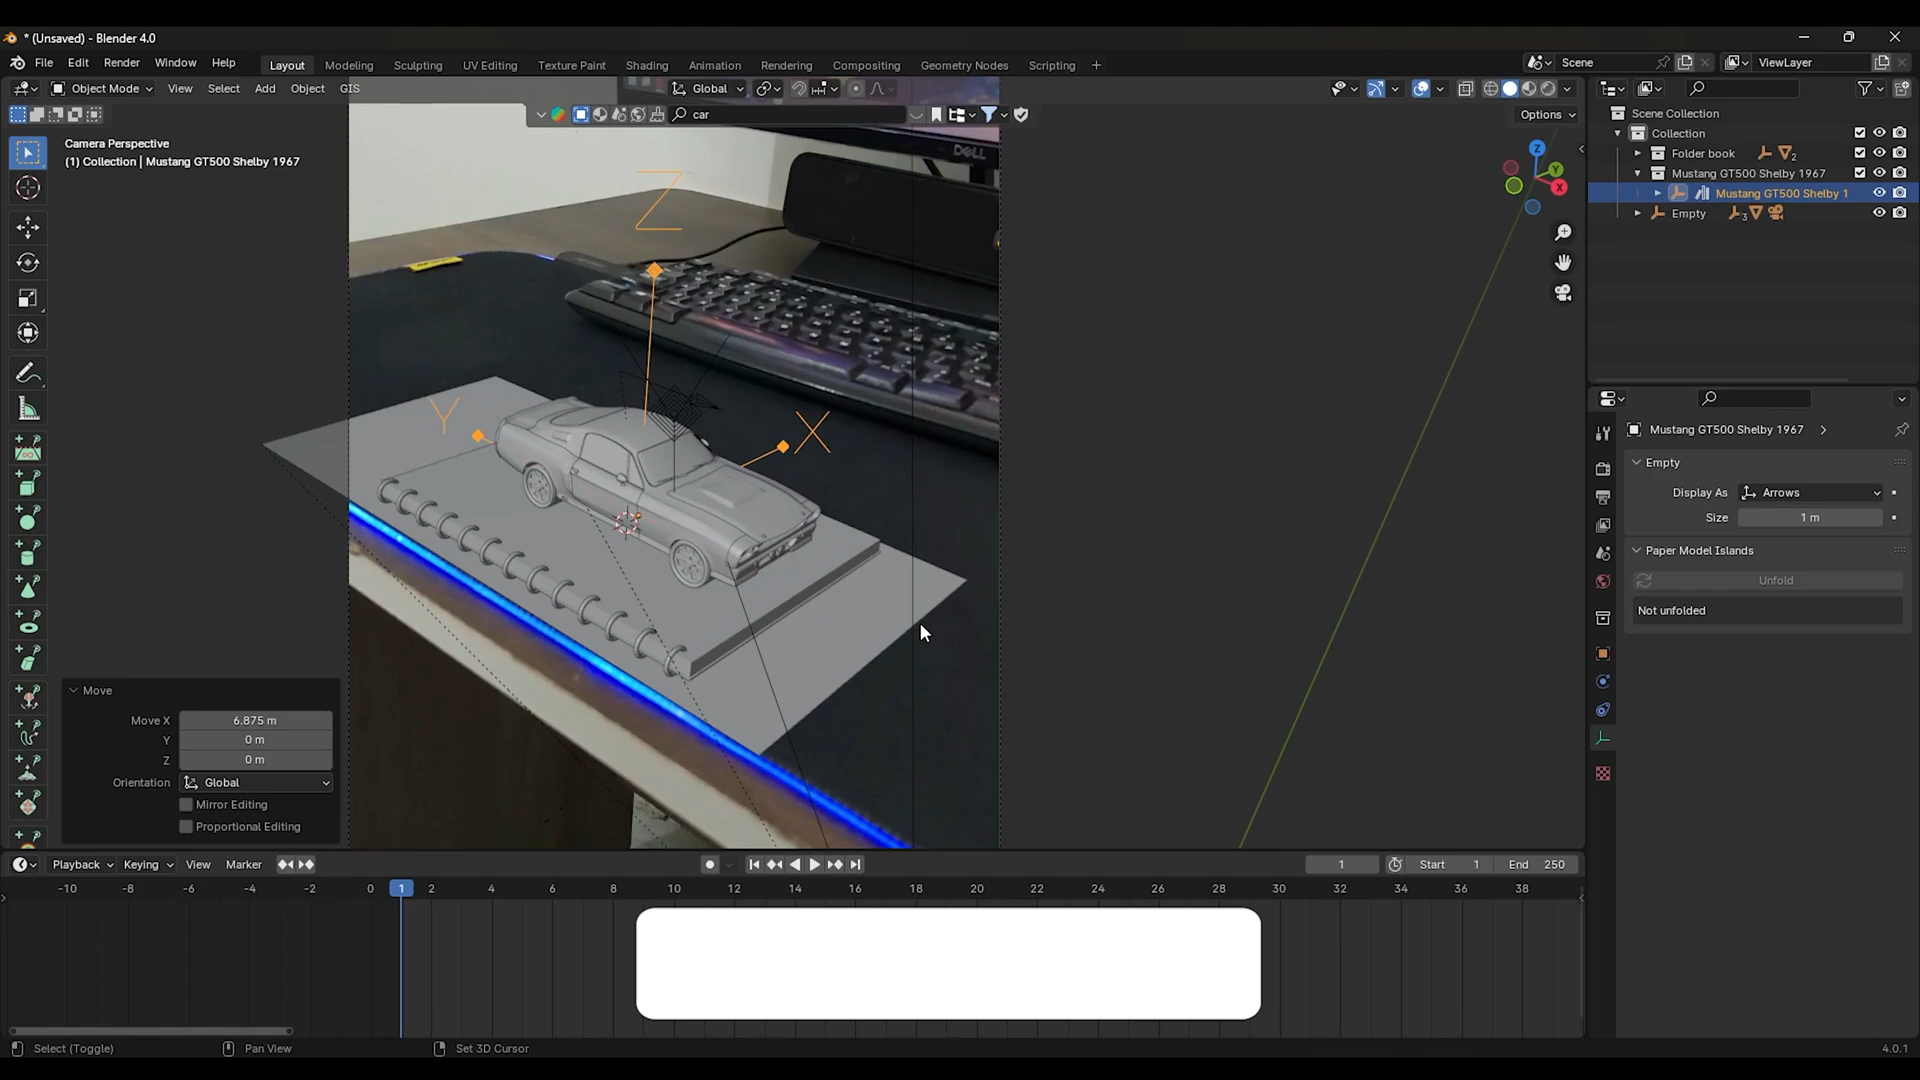 * (Unsaved) - Blender 4.0
File Edit Render Window Help
Layout Modeling Sculpting UV Editing Texture Paint Shading Animation Rendering Compositing Geometry Nodes Scripting +
Scene
ViewLayer
Object Mode View Select Add Object GIS
Global
car
Options
Camera Perspective
(1) Collection | Mustang GT500 Shelby 1967
DELL
Z
Y
X
Z
Y
X
Scene Collection
Collection
Folder book
2
Mustang GT500 Shelby 1967
Mustang GT500 Shelby 1
Empty
3
Mustang GT500 Shelby 1967
Empty
Display As Arrows
Size 1 m
Paper Model Islands
Unfold
Not unfolded
Move
Move X 6.875 m
Y 0 m
Z 0 m
Orientation Global
Mirror Editing
Proportional Editing
Playback Keying View Marker
1
Start 1
End 250
-10 -8 -6 -4 -2 0 1 2 4 6 8 10 12 14 16 18 20 22 24 26 28 30 32 34 36 38
Select (Toggle)
Pan View
Set 3D Cursor
4.0.1